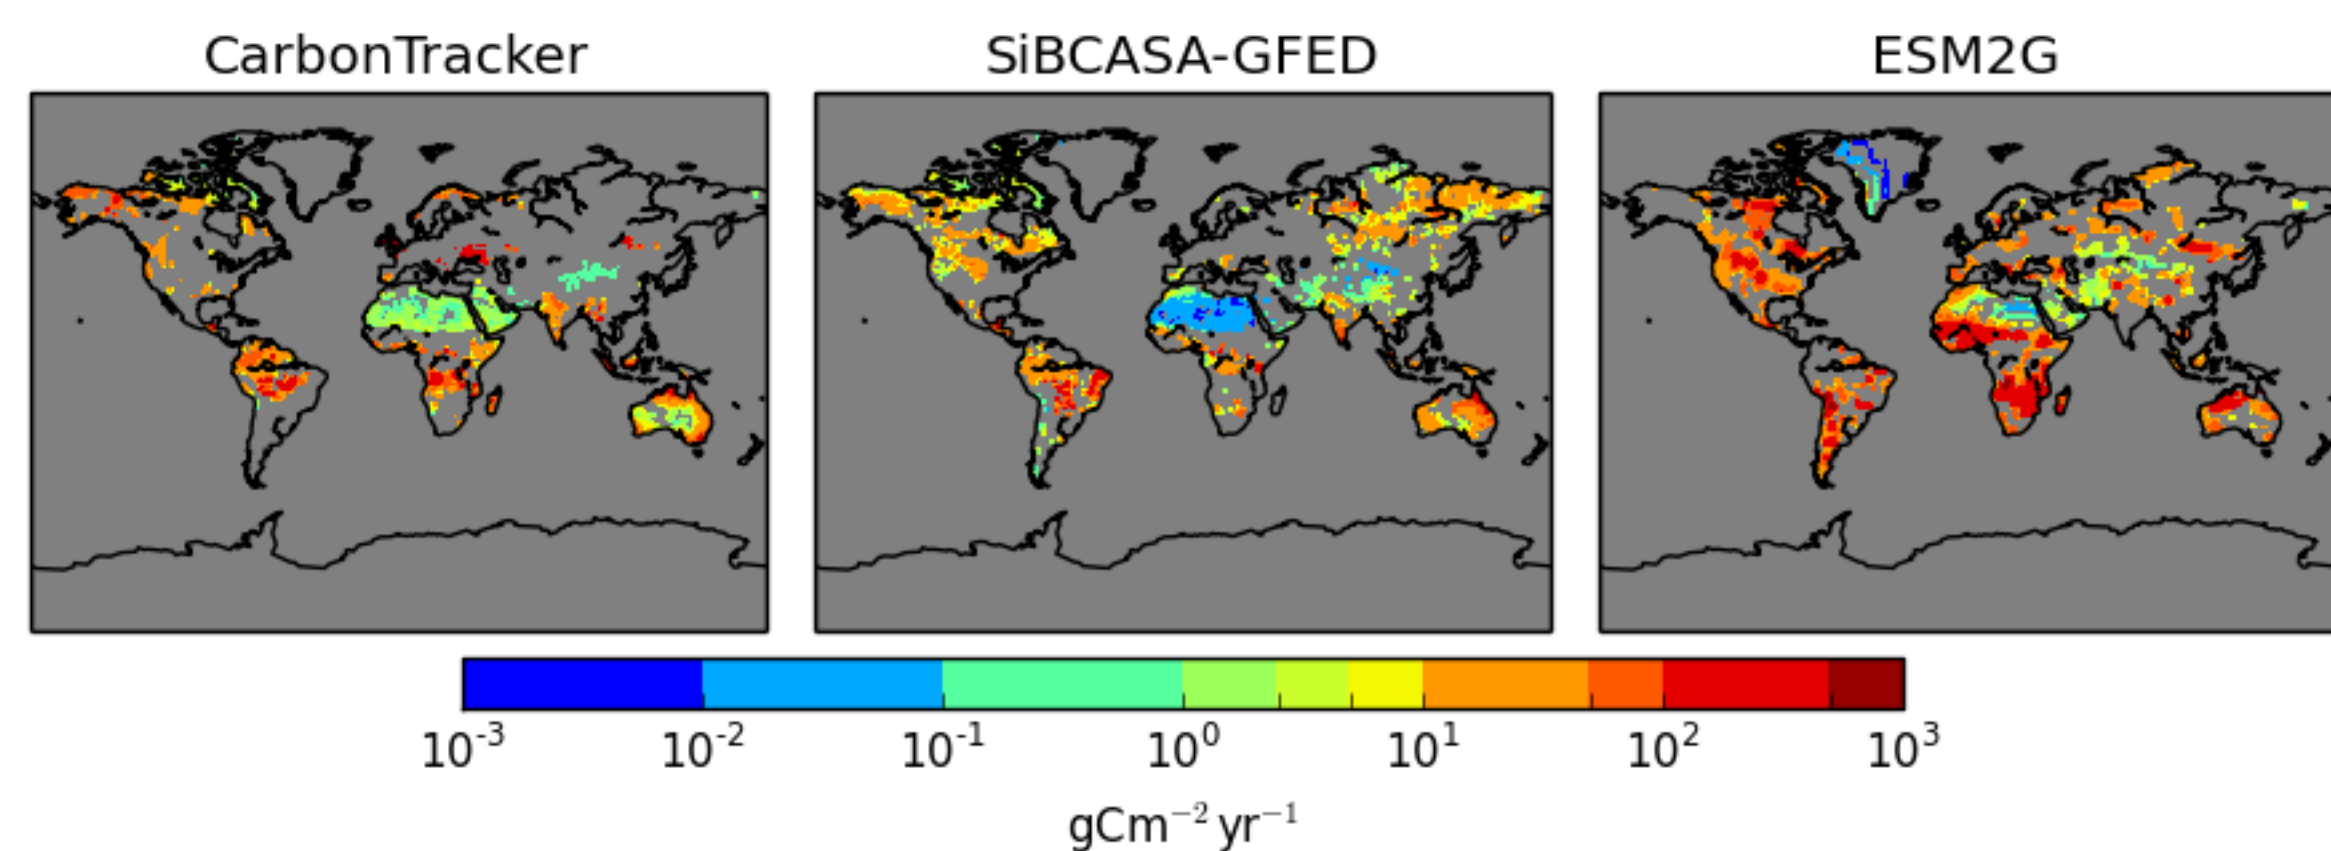 CarbonTracker SiBCASA-GFED ESM2G
10⁻³ 10⁻² 10⁻¹ 10⁰ 10¹ 10² 10³
gCm⁻² yr⁻¹